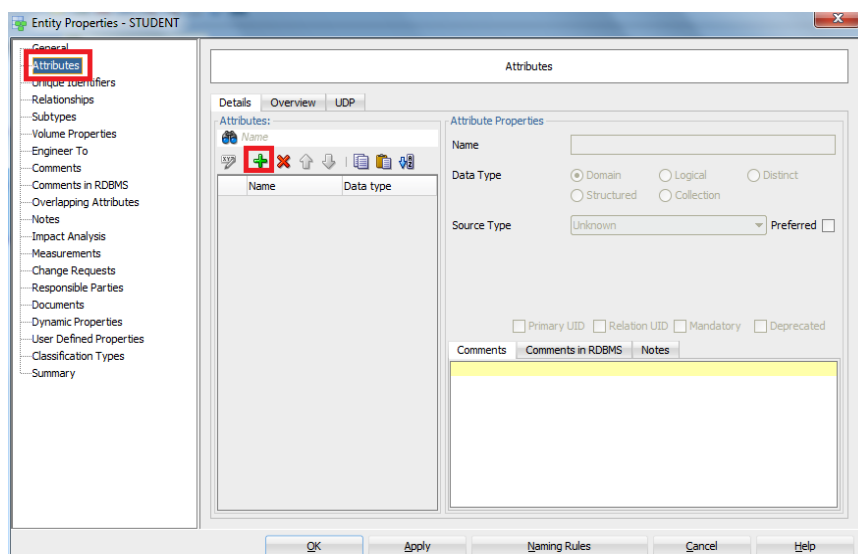 Entity Properties - STUDENT
General
Attributes
Unique Identifiers
Relationships
Subtypes
Volume Properties
Engineer To
Comments
Comments in RDBMS
Overlapping Attributes
Notes
Impact Analysis
Measurements
Change Requests
Responsible Parties
Documents
Dynamic Properties
User Defined Properties
Classification Types
Summary
Attributes
Details Overview UDP
Attributes:
Name
Name Data type
Attribute Properties
Name
Data Type Domain Logical Distinct
Structured Collection
Source Type Unknown Preferred
Primary UID Relation UID Mandatory Deprecated
Comments Comments in RDBMS Notes
OK Apply Naming Rules Cancel Help